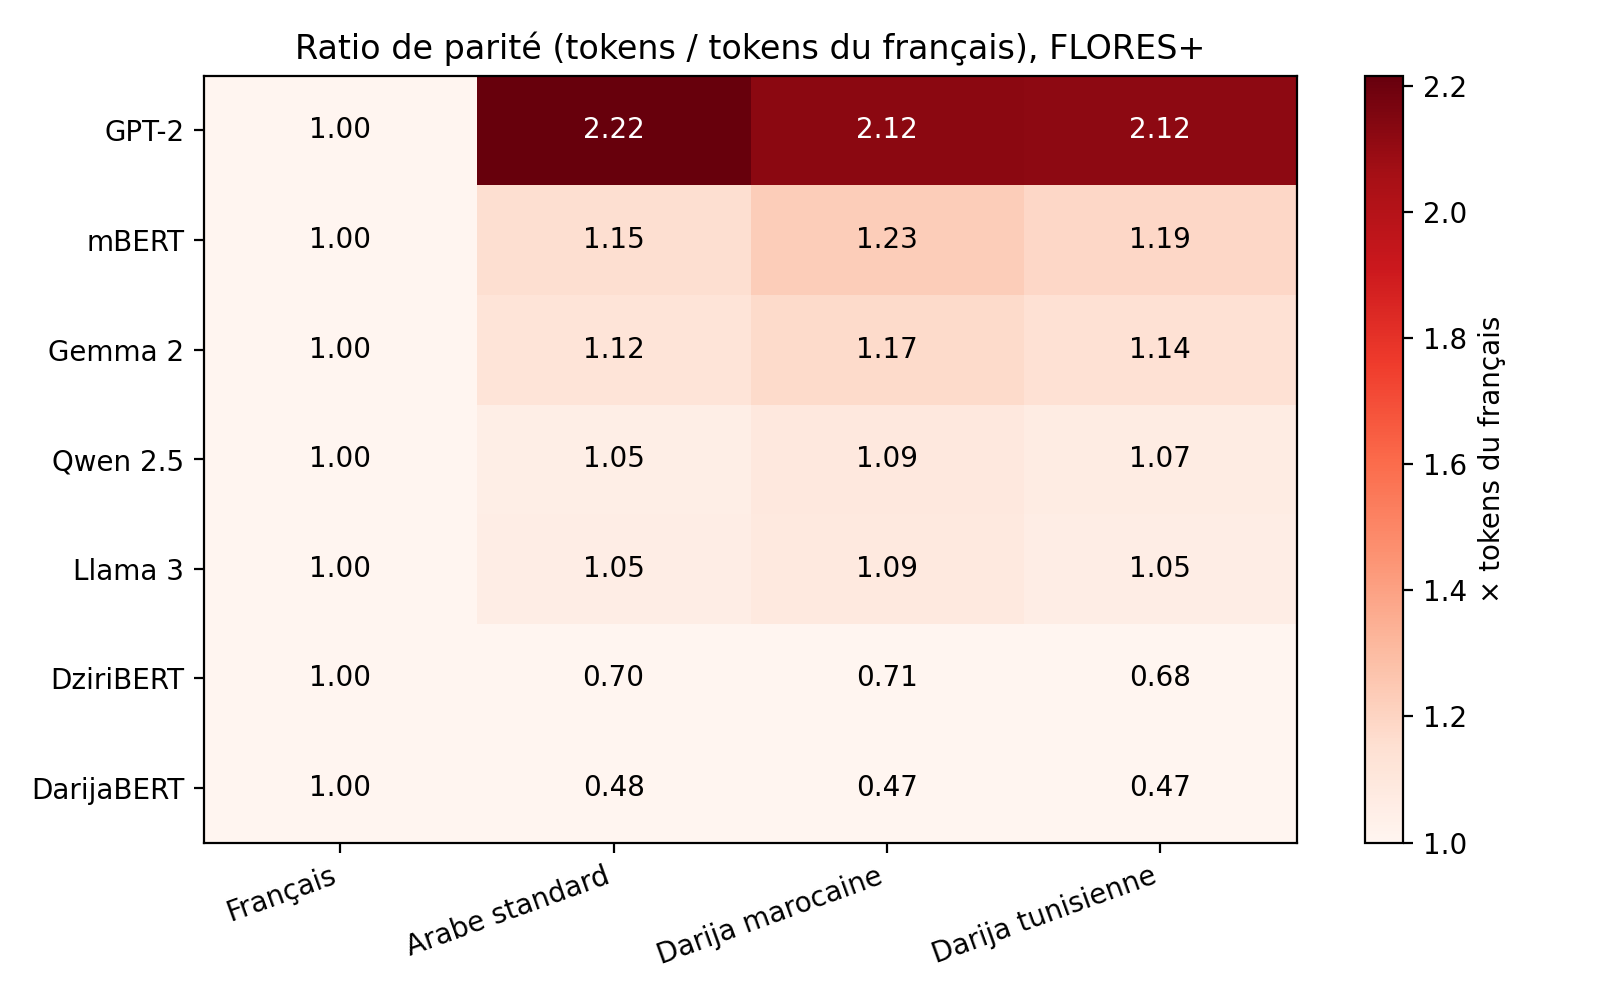 Ratio de parité (tokens / tokens du français), FLORES+
GPT-2 1.00 2.22 2.12 2.12
mBERT 1.00 1.15 1.23 1.19
Gemma 2 1.00 1.12 1.17 1.14
Qwen 2.5 1.00 1.05 1.09 1.07
Llama 3 1.00 1.05 1.09 1.05
DziriBERT 1.00 0.70 0.71 0.68
DarijaBERT 1.00 0.48 0.47 0.47
Français Arabe standard Darija marocaine Darija tunisienne
2.2
2.0
1.8
1.6
1.4
1.2
1.0
× tokens du français